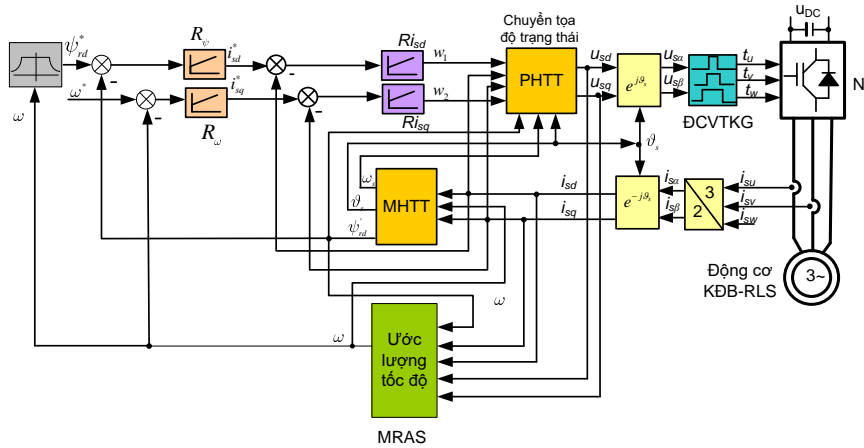 u_DC
Chuyển tọa
độ trạng thái
ψ*_rd
R_ψ
i*_sd
Ri_sd
w_1
PHTT
u_sd
e^{jϑ_s}
u_sα
t_u
N
ω*
i*_sq
w_2
u_sq
u_sβ
t_v
t_w
ω
R_ω
Ri_sq
ĐCVTKG
ϑ_s
ω_s
ϑ_s
ψ'_rd
MHTT
i_sd
i_sq
e^{-jϑ_s}
i_sα
i_sβ
3
2
i_su
i_sv
i_sw
Động cơ
KĐB-RLS
3~
ω
ω
Ước
lượng
tốc độ
MRAS
-
-
-
-